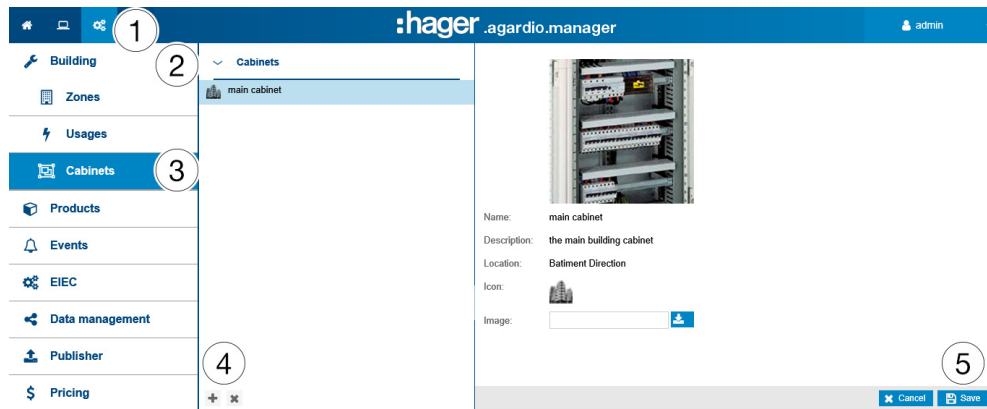 1
:hager .agardio.manager
admin
Building
2
Cabinets
Zones
main cabinet
Usages
Cabinets
3
Products
Events
EIEC
Data management
Publisher
Pricing
Name: main cabinet
Description: the main building cabinet
Location: Batiment Direction
Icon:
Image:
4
5
Cancel
Save